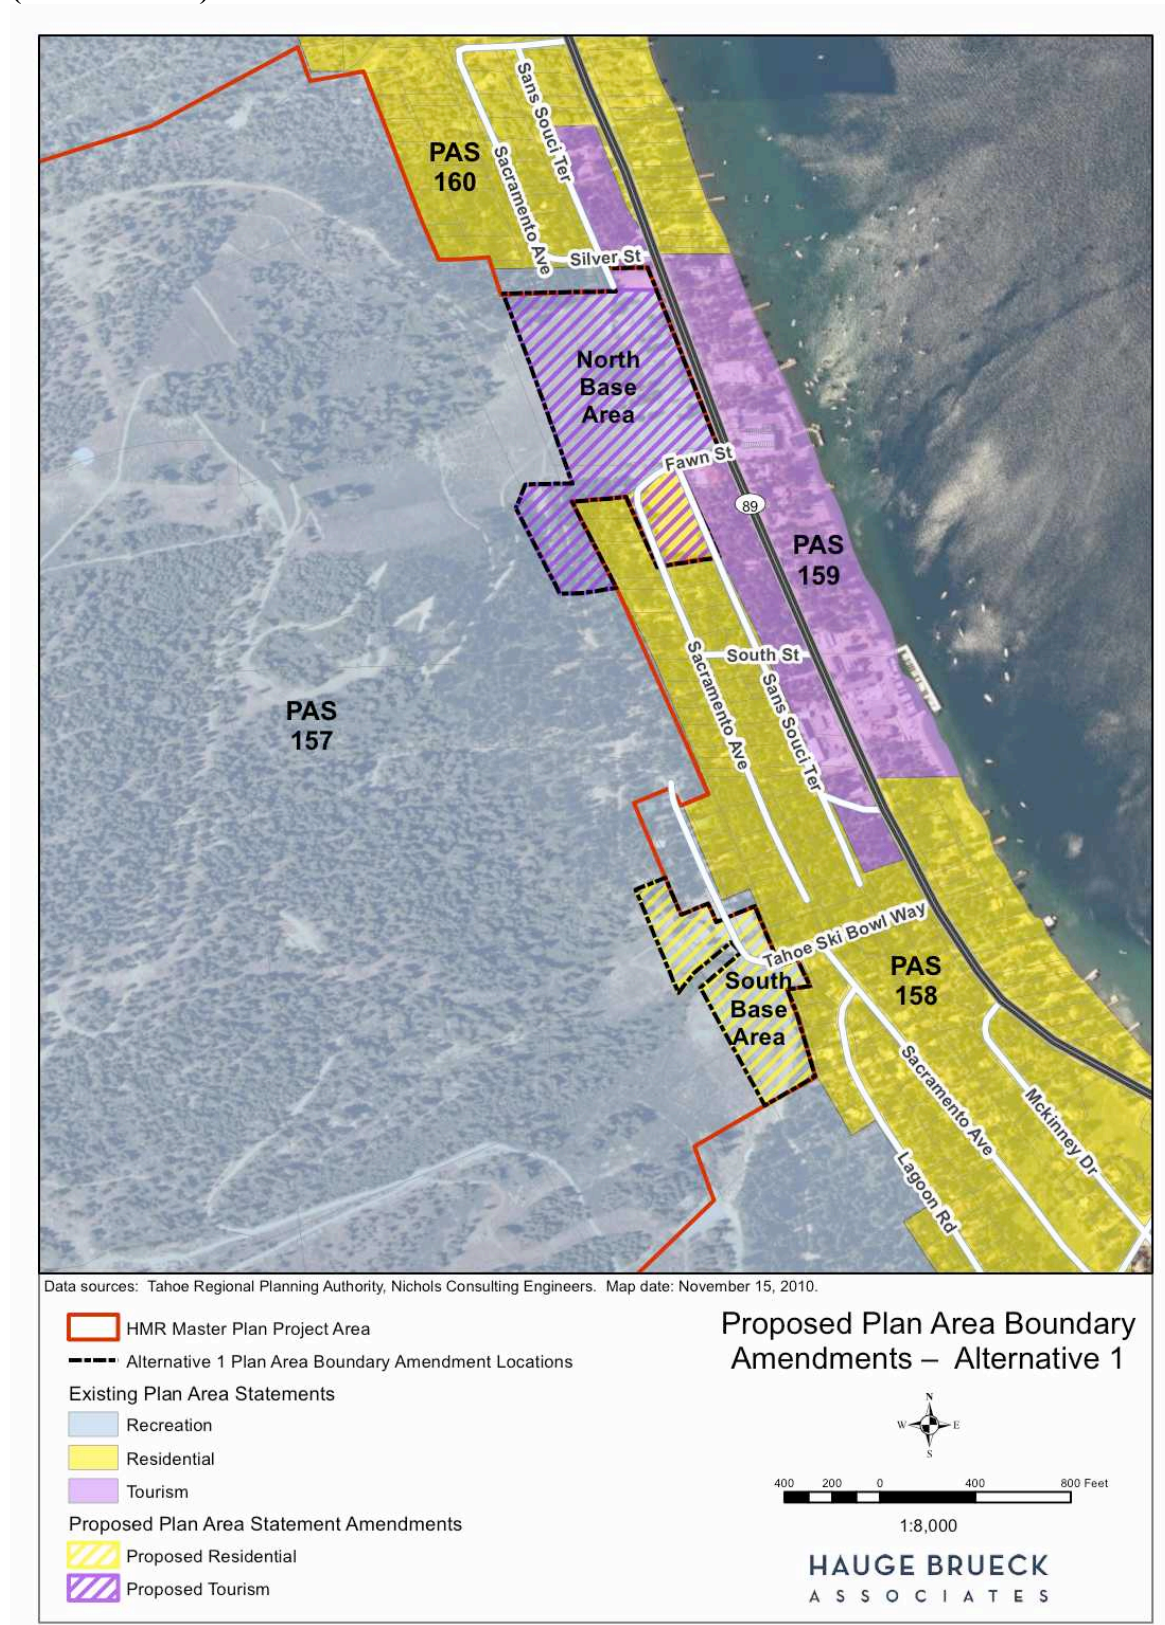 PAS
160
Sans Souci Ter
Sacramento Ave
Silver St
North
Base
Area
Fawn St
89
PAS
159
South St
Sacramento Ave
Sans Souci Ter
PAS
157
Tahoe Ski Bowl Way
PAS
158
South
Base
Area
Sacramento Ave
Mckinney Dr
Lagoon Rd
Data sources: Tahoe Regional Planning Authority, Nichols Consulting Engineers. Map date: November 15, 2010.
HMR Master Plan Project Area
Alternative 1 Plan Area Boundary Amendment Locations
Existing Plan Area Statements
Recreation
Residential
Tourism
Proposed Plan Area Statement Amendments
Proposed Residential
Proposed Tourism
Proposed Plan Area Boundary
Amendments – Alternative 1
N
W E
S
400 200 0 400 800 Feet
1:8,000
HAUGE BRUECK
ASSOCIATES